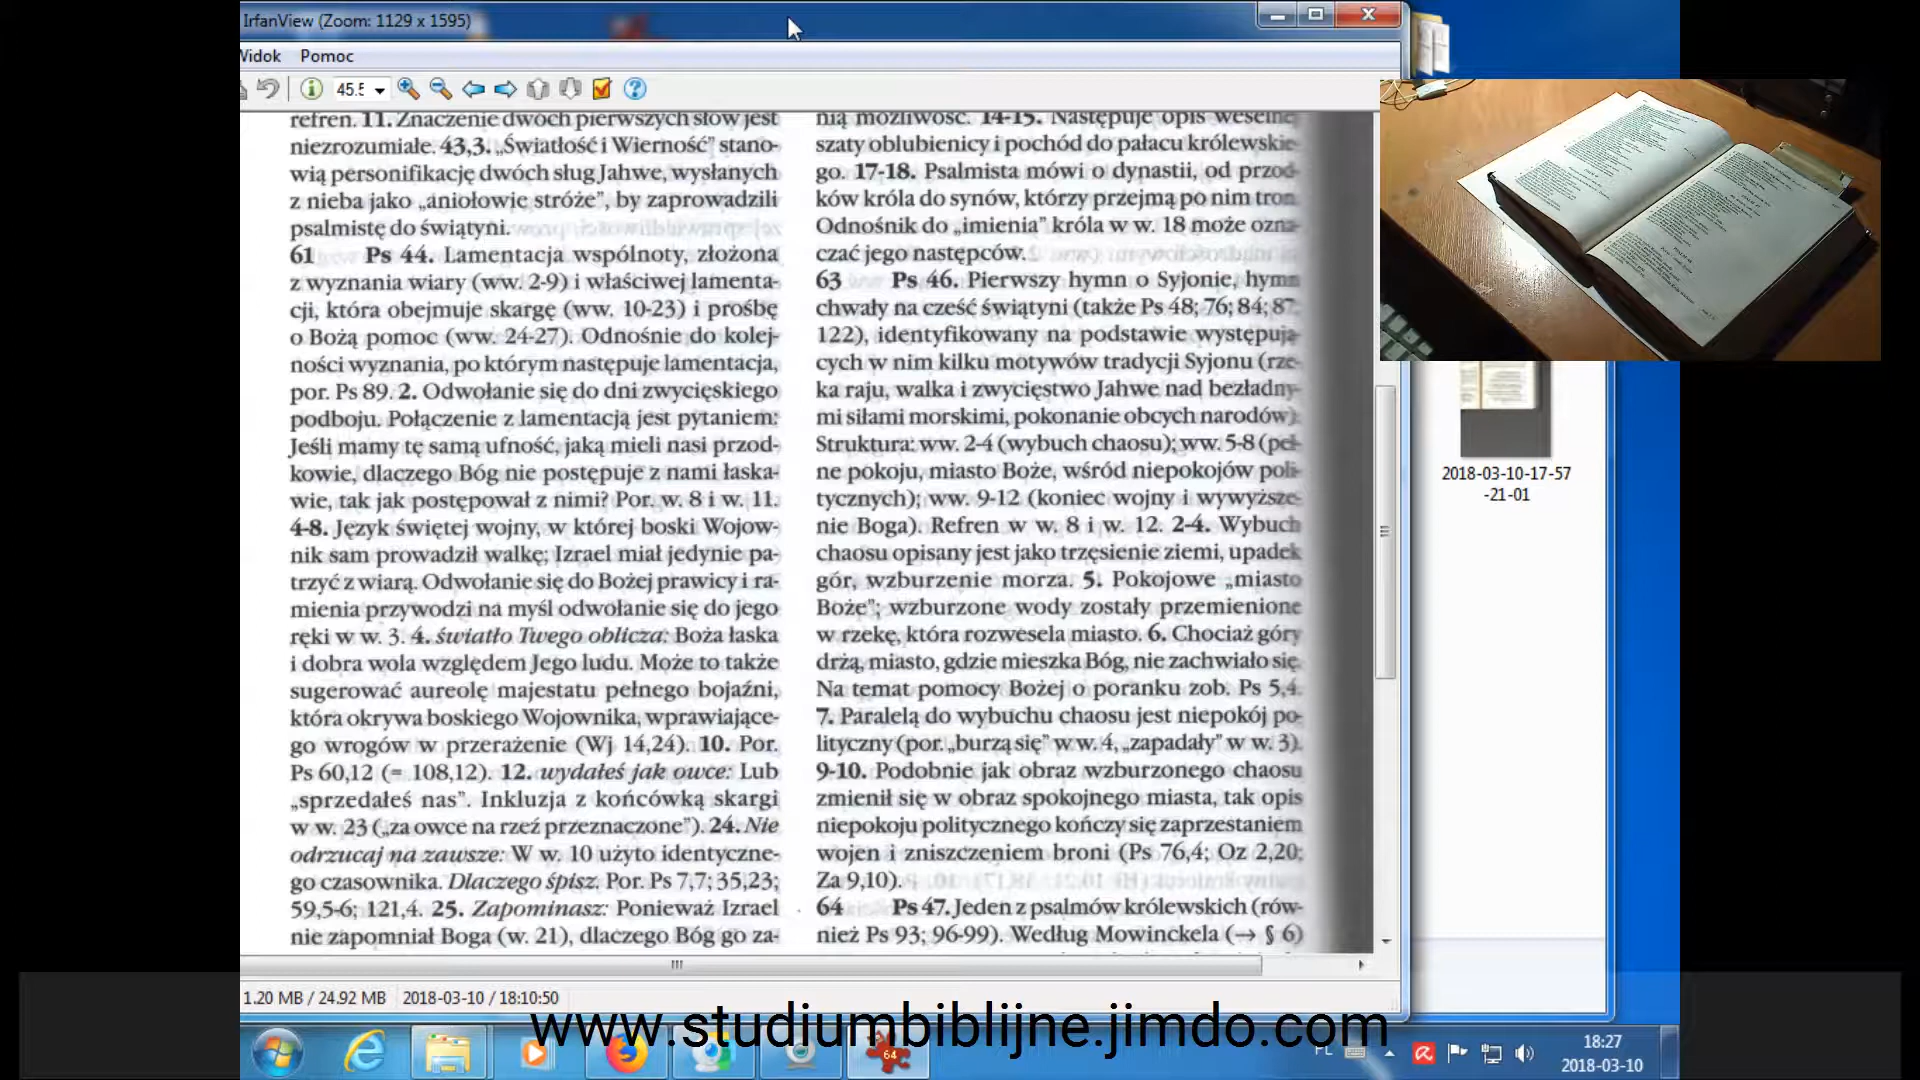 IrfanView (Zoom: 1129 x 1595)
Widok Pomoc
45.5
refren. 11. Znaczenie dwóch pierwszych słów jest
niezrozumiałe. 43,3. „Światłość i Wierność” stano-
wią personifikację dwóch sług Jahwe, wysłanych
z nieba jako „aniołowie stróże”, by zaprowadzili
psalmistę do świątyni.
61 Ps 44. Lamentacja wspólnoty, złożona
z wyznania wiary (ww. 2-9) i właściwej lamenta-
cji, która obejmuje skargę (ww. 10-23) i prośbę
o Bożą pomoc (ww. 24-27). Odnośnie do kolej-
ności wyznania, po którym następuje lamentacja,
por. Ps 89. 2. Odwołanie się do dni zwycięskiego
podboju. Połączenie z lamentacją jest pytaniem:
Jeśli mamy tę samą ufność, jaką mieli nasi przod-
kowie, dlaczego Bóg nie postępuje z nami łaska-
wie, tak jak postępował z nimi? Por. w. 8 i w. 11.
4-8. Język świętej wojny, w której boski Wojow-
nik sam prowadził walkę; Izrael miał jedynie pa-
trzyć z wiarą. Odwołanie się do Bożej prawicy i ra-
mienia przywodzi na myśl odwołanie się do jego
ręki w w. 3. 4. światło Twego oblicza: Boża łaska
i dobra wola względem Jego ludu. Może to także
sugerować aureolę majestatu pełnego bojaźni,
która okrywa boskiego Wojownika, wprawiające-
go wrogów w przerażenie (Wj 14,24). 10. Por.
Ps 60,12 (= 108,12). 12. wydałeś jak owce: Lub
„sprzedałeś nas”. Inkluzja z końcówką skargi
w w. 23 („za owce na rzeź przeznaczone”). 24. Nie
odrzucaj na zawsze: W w. 10 użyto identyczne-
go czasownika. Dlaczego śpisz: Por. Ps 7,7; 35,23;
59,5-6; 121,4. 25. Zapominasz: Ponieważ Izrael
nie zapomniał Boga (w. 21), dlaczego Bóg go za-
nią możliwość. 14-15. Następuje opis weselnej
szaty oblubienicy i pochód do pałacu królewskie-
go. 17-18. Psalmista mówi o dynastii, od przod-
ków króla do synów, którzy przejmą po nim tron.
Odnośnik do „imienia” króla w w. 18 może ozna-
czać jego następców.
63 Ps 46. Pierwszy hymn o Syjonie, hymn
chwały na cześć świątyni (także Ps 48; 76; 84; 87;
122), identyfikowany na podstawie występują-
cych w nim kilku motywów tradycji Syjonu (rze-
ka raju, walka i zwycięstwo Jahwe nad bezładny-
mi siłami morskimi, pokonanie obcych narodów).
Struktura: ww. 2-4 (wybuch chaosu); ww. 5-8 (peł-
ne pokoju, miasto Boże, wśród niepokojów poli-
tycznych); ww. 9-12 (koniec wojny i wywyższe-
nie Boga). Refren w w. 8 i w. 12. 2-4. Wybuch
chaosu opisany jest jako trzęsienie ziemi, upadek
gór, wzburzenie morza. 5. Pokojowe „miasto
Boże”; wzburzone wody zostały przemienione
w rzekę, która rozwesela miasto. 6. Chociaż góry
drżą, miasto, gdzie mieszka Bóg, nie zachwiało się.
Na temat pomocy Bożej o poranku zob. Ps 5,4.
7. Paralelą do wybuchu chaosu jest niepokój po-
lityczny (por. „burzą się” w w. 4, „zapadały” w w. 3).
9-10. Podobnie jak obraz wzburzonego chaosu
zmienił się w obraz spokojnego miasta, tak opis
niepokoju politycznego kończy się zaprzestaniem
wojen i zniszczeniem broni (Ps 76,4; Oz 2,20;
Za 9,10).
64 Ps 47. Jeden z psalmów królewskich (rów-
nież Ps 93; 96-99). Według Mowinckela (→ § 6)
2018-03-10-17-57
-21-01
1.20 MB / 24.92 MB 2018-03-10 / 18:10:50
www.studiumbiblijne.jimdo.com
64
PL
18:27
2018-03-10